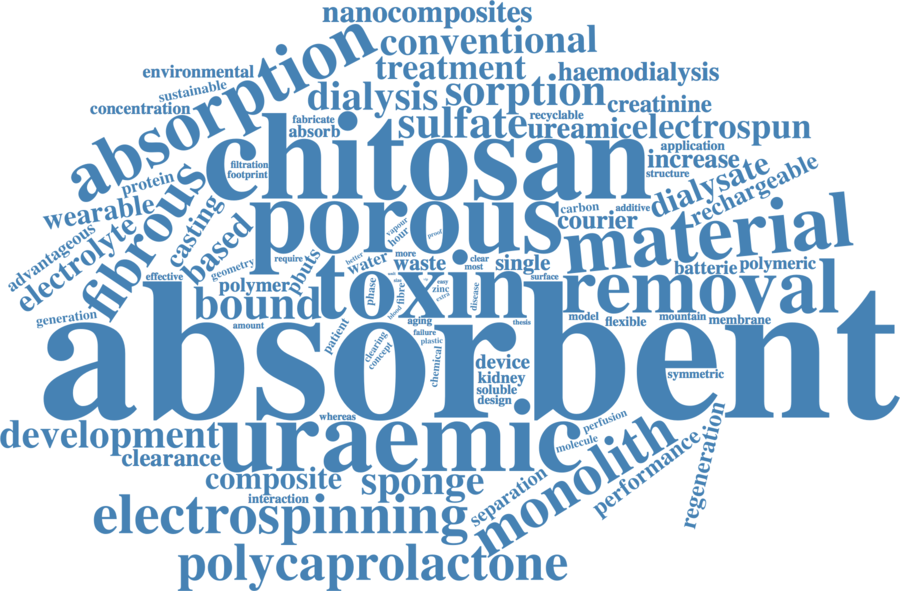 nanocomposites
conventional
absorption
treatment
environmental
haemodialysis
sustainable
dialysis
sorption
concentration
creatinine
fabricate
absorb
sulfate
recyclable
ureamic
electrospun
chitosan
application
increase
filtration
footprint
structure
protein
dialysate
rechargeable
wearable
fibrous
casting
porous
carbon
additive
courier
vapour
hour
proof
advantageous
electrolyte
based
material
geometry
require
inputs
better
water
more
waste
clear
most
single
batterie
polymeric
effective
polymer
toxin
surface
removal
phase
fibre
easy
zinc
extra
disease
blood
bound
generation
amount
patient
aging
thesis
model
flexible
mountain
membrane
failure
plastic
clearing
concept
chemical
absorbent
device
kidney
soluble
design
symmetric
whereas
perfusion
molecule
development
uraemic
clearance
monolith
performance
regeneration
composite
sponge
separation
interaction
electrospinning
polycaprolactone